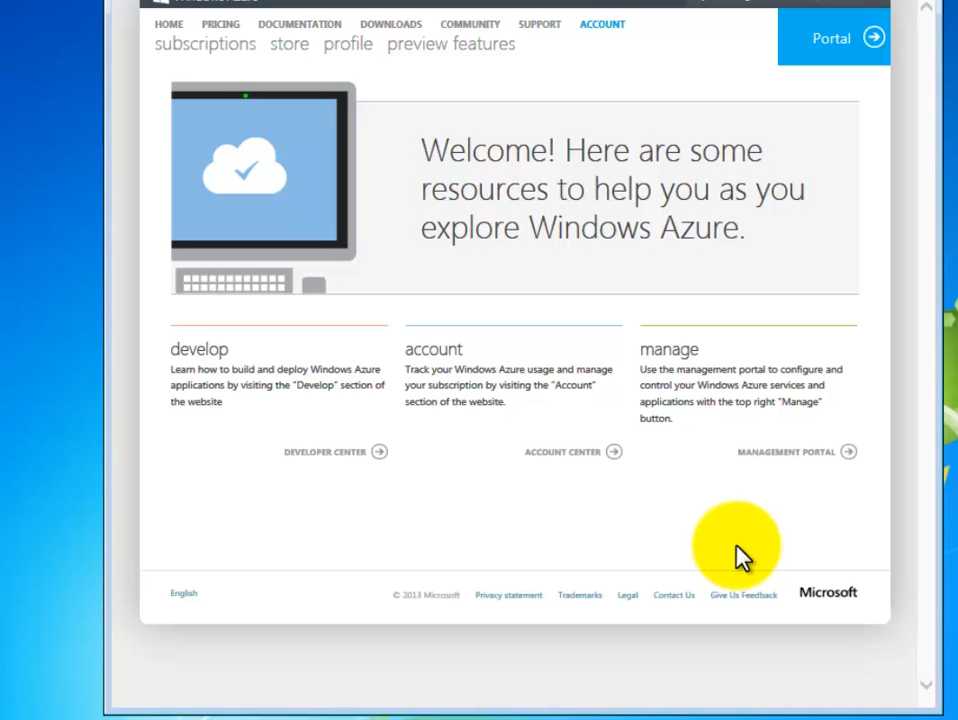 HOME PRICING DOCUMENTATION DOWNLOADS COMMUNITY SUPPORT ACCOUNT
subscriptions store profile preview features
Portal
Welcome! Here are some
resources to help you as you
explore Windows Azure.
develop
Learn how to build and deploy Windows Azure
applications by visiting the "Develop" section of
the website
DEVELOPER CENTER
account
Track your Windows Azure usage and manage
your subscription by visiting the "Account"
section of the website.
ACCOUNT CENTER
manage
Use the management portal to configure and
control your Windows Azure services and
applications with the top right "Manage"
button.
MANAGEMENT PORTAL
English
© 2013 Microsoft Privacy statement Trademarks Legal Contact Us Give Us Feedback Microsoft